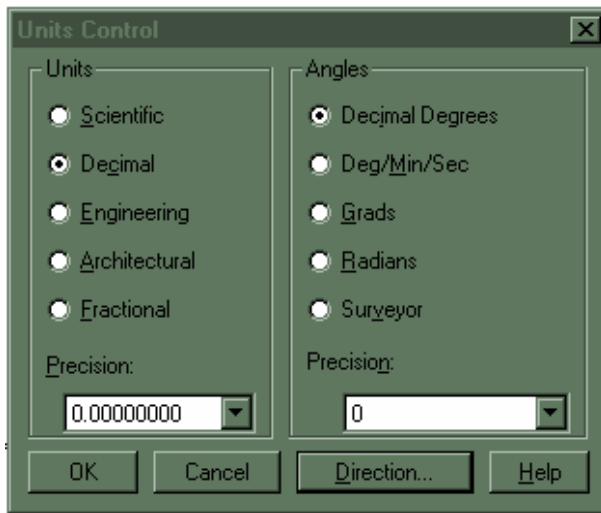 Units Control
Units
Scientific
Decimal
Engineering
Architectural
Fractional
Precision:
0.00000000
Angles
Decimal Degrees
Deg/Min/Sec
Grads
Radians
Surveyor
Precision:
0
OK Cancel Direction... Help